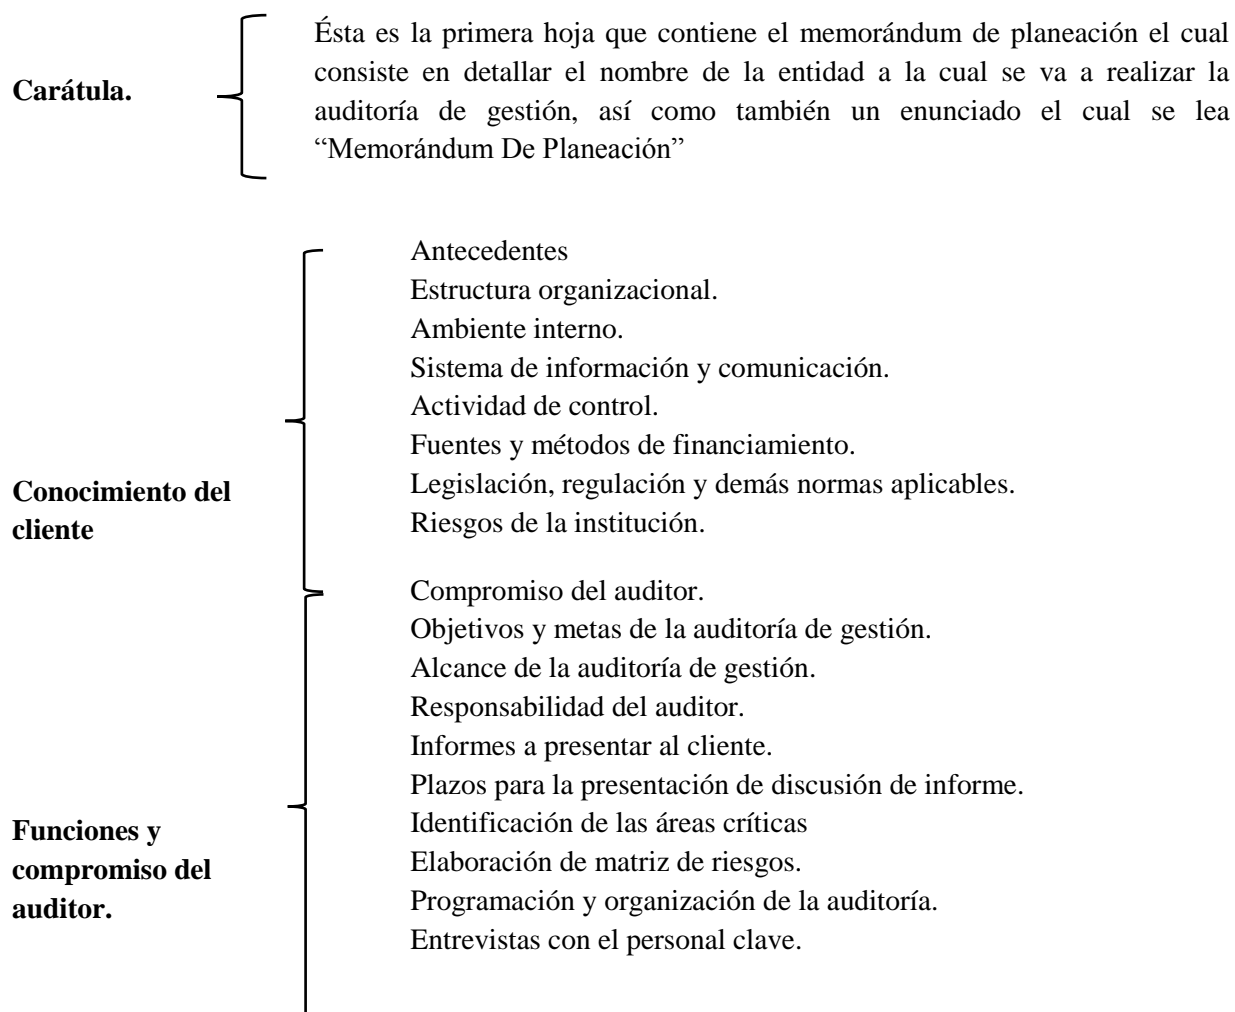 Carátula.
Ésta es la primera hoja que contiene el memorándum de planeación el cual
consiste en detallar el nombre de la entidad a la cual se va a realizar la
auditoría de gestión, así como también un enunciado el cual se lea
“Memorándum De Planeación”
Conocimiento del
cliente
Antecedentes
Estructura organizacional.
Ambiente interno.
Sistema de información y comunicación.
Actividad de control.
Fuentes y métodos de financiamiento.
Legislación, regulación y demás normas aplicables.
Riesgos de la institución.
Funciones y
compromiso del
auditor.
Compromiso del auditor.
Objetivos y metas de la auditoría de gestión.
Alcance de la auditoría de gestión.
Responsabilidad del auditor.
Informes a presentar al cliente.
Plazos para la presentación de discusión de informe.
Identificación de las áreas críticas
Elaboración de matriz de riesgos.
Programación y organización de la auditoría.
Entrevistas con el personal clave.